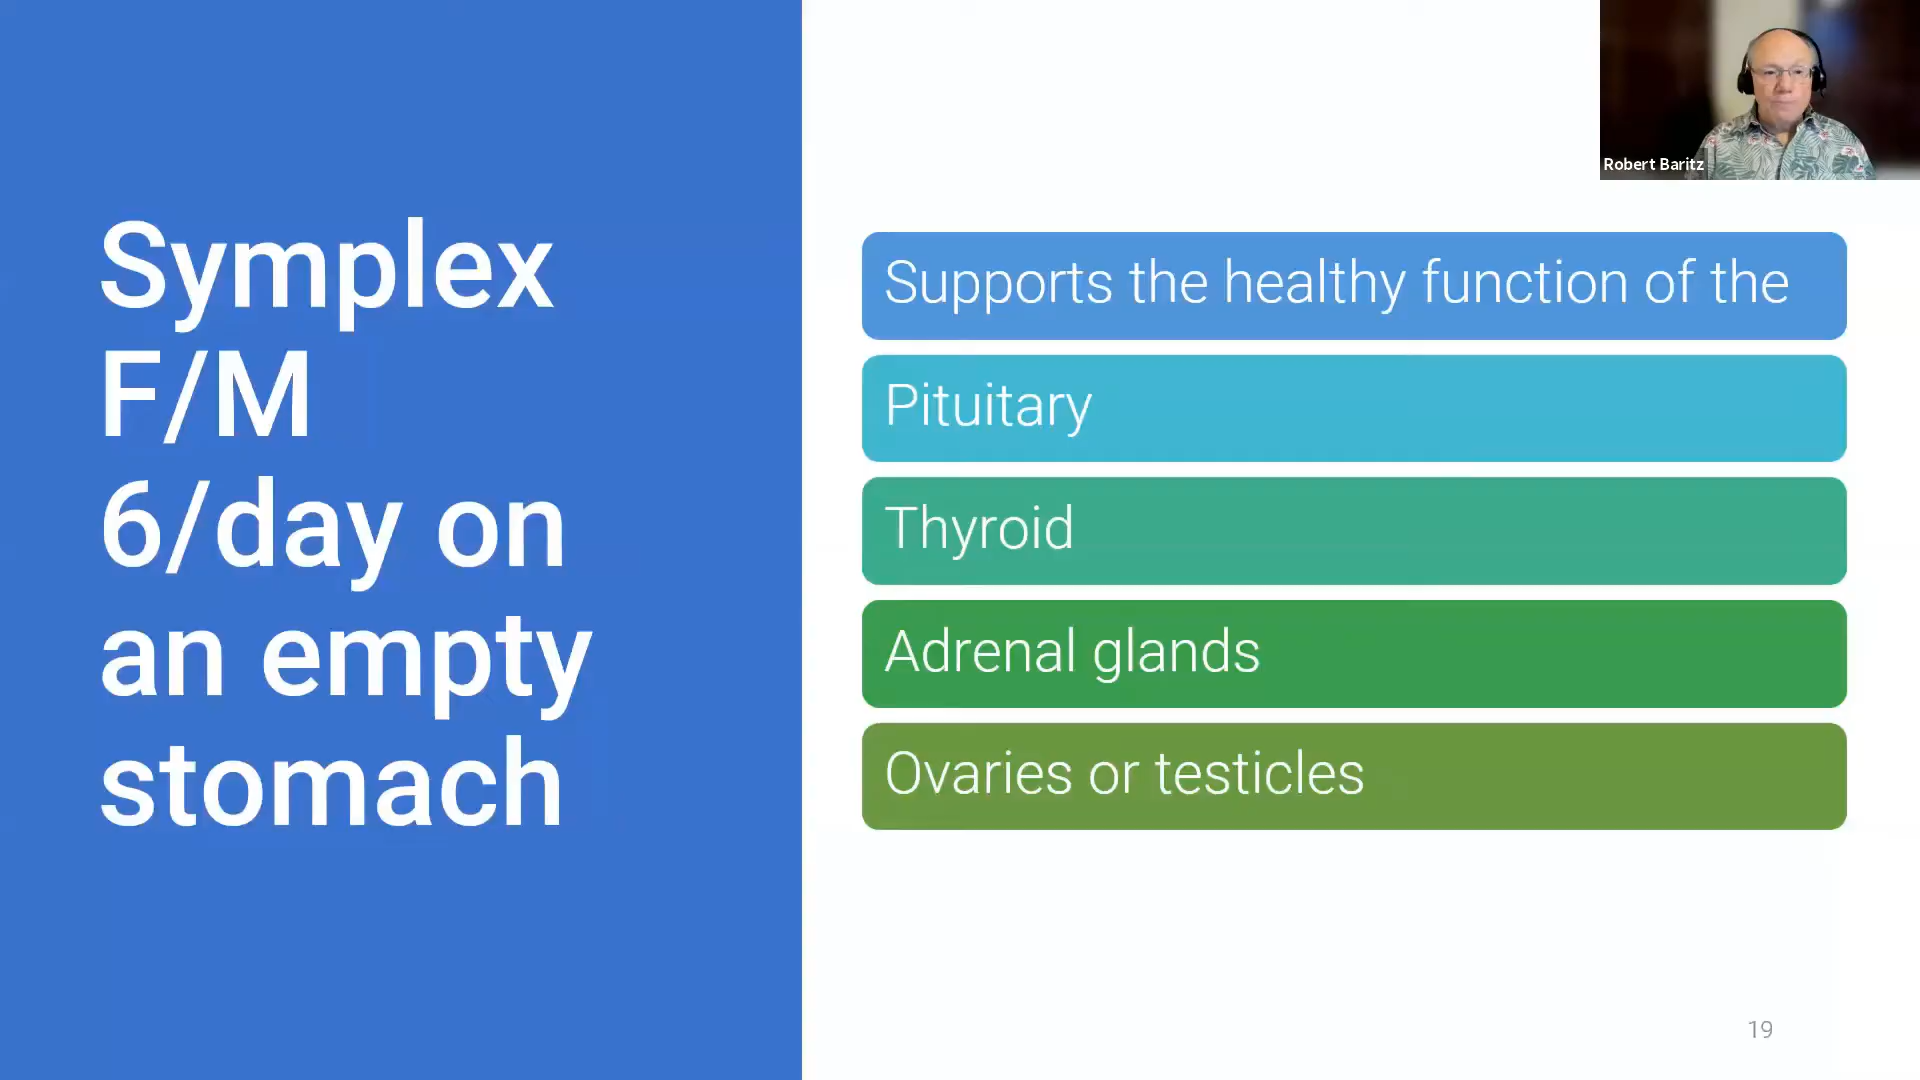 Symplex
F/M
6/day on
an empty
stomach
Robert Baritz
Supports the healthy function of the
Pituitary
Thyroid
Adrenal glands
Ovaries or testicles
19